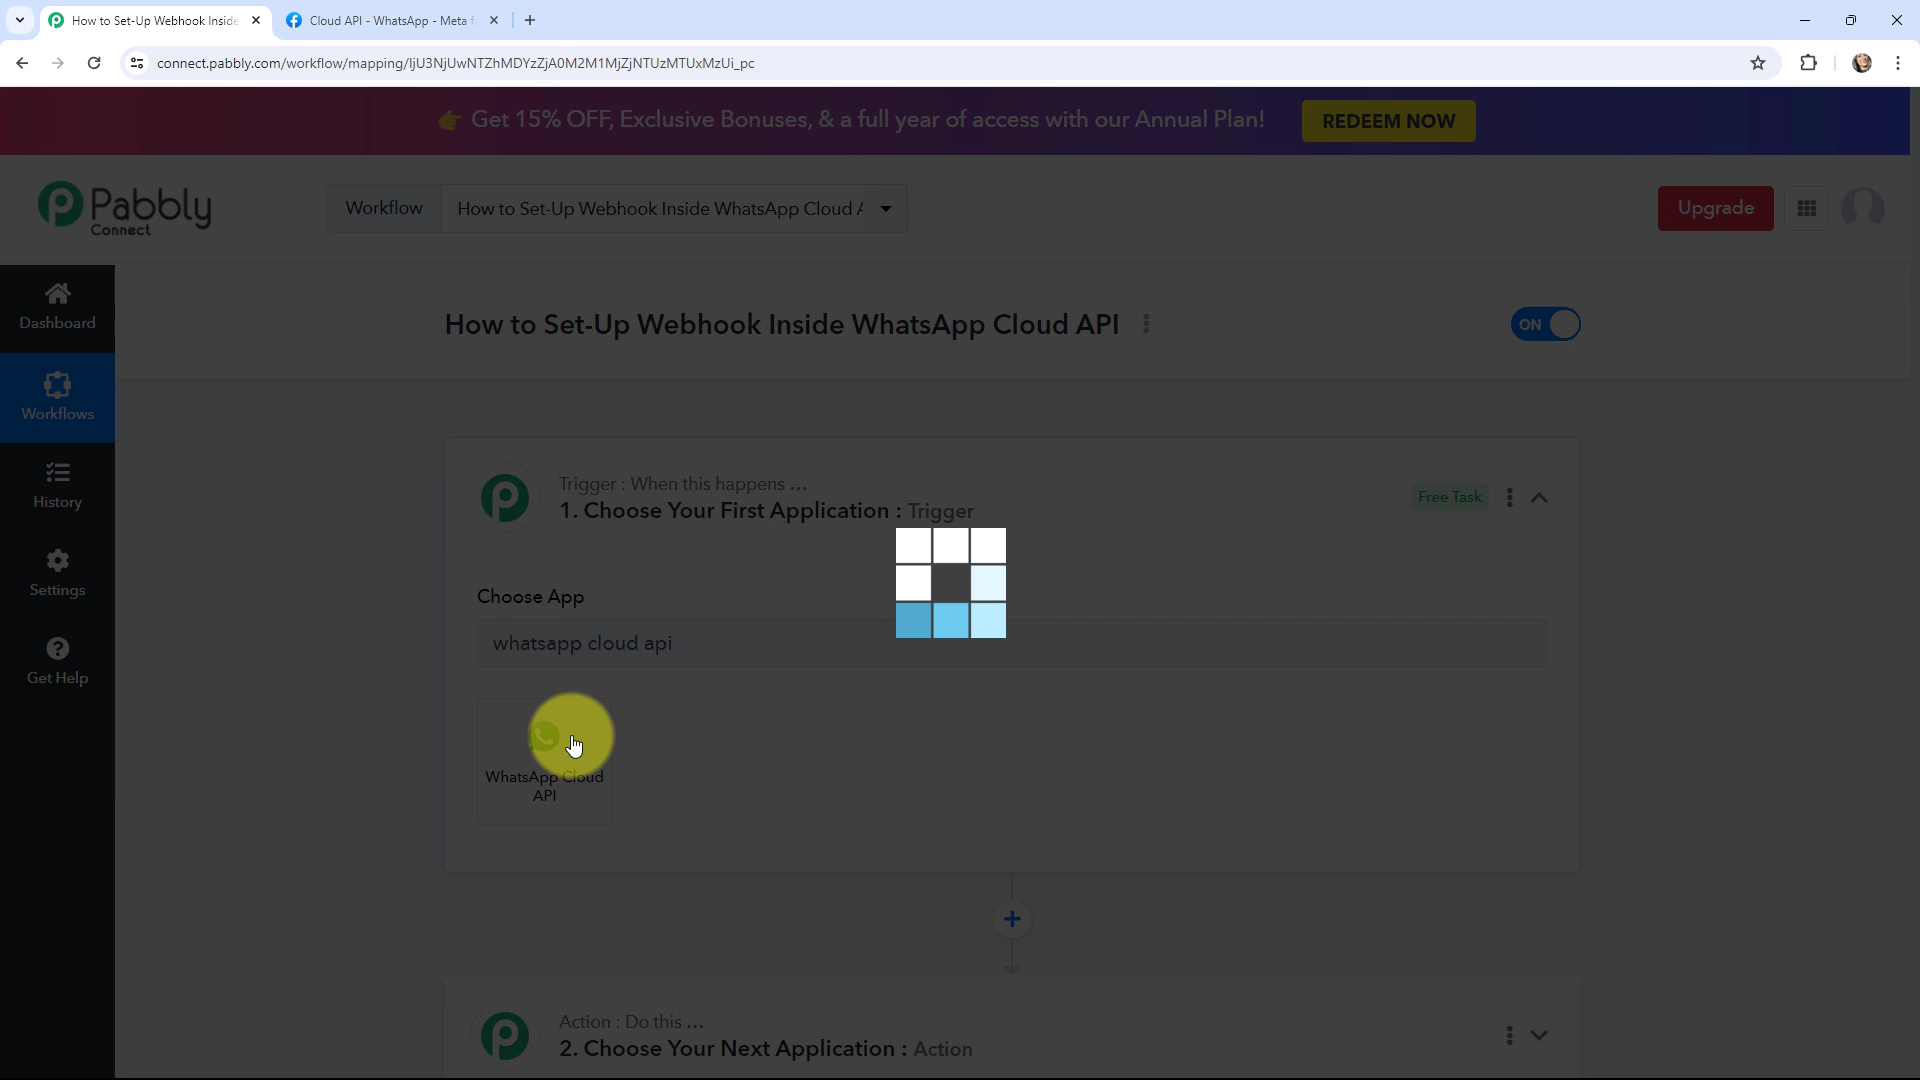 How to Set-Up Webhook Inside
Cloud API - WhatsApp - Meta f
connect.pabbly.com/workflow/mapping/IjU3NjUwNTZhMDYzZjA0M2M1MjZjNTUzMTUxMzUi_pc
👉 Get 15% OFF, Exclusive Bonuses, & a full year of access with our Annual Plan!
REDEEM NOW
Pabbly
Connect
Workflow
How to Set-Up Webhook Inside WhatsApp Cloud A
Upgrade
Dashboard
Workflows
History
Settings
Get Help
How to Set-Up Webhook Inside WhatsApp Cloud API
ON
Trigger : When this happens ...
1. Choose Your First Application : Trigger
Free Task
Choose App
whatsapp cloud api
WhatsApp Cloud
API
Action : Do this ...
2. Choose Your Next Application : Action